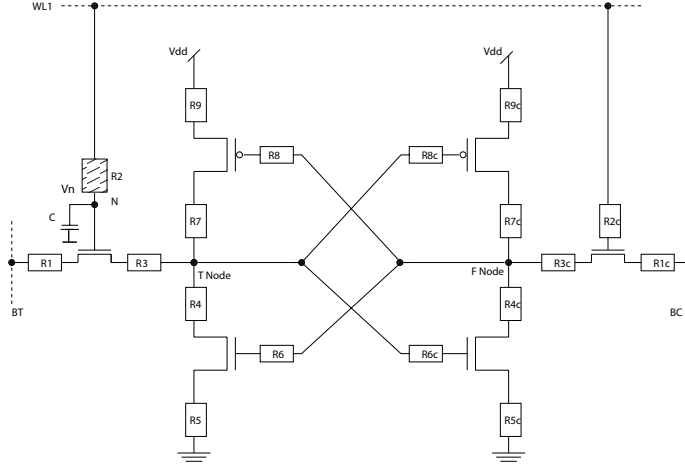 WL1
Vdd
Vdd
R9
R9c
R8
R8c
R2
Vn
N
C
R7
R7c
R2c
R1
R3
T Node
F Node
R3c
R1c
R4
R4c
BT
BC
R6
R6c
R5
R5c